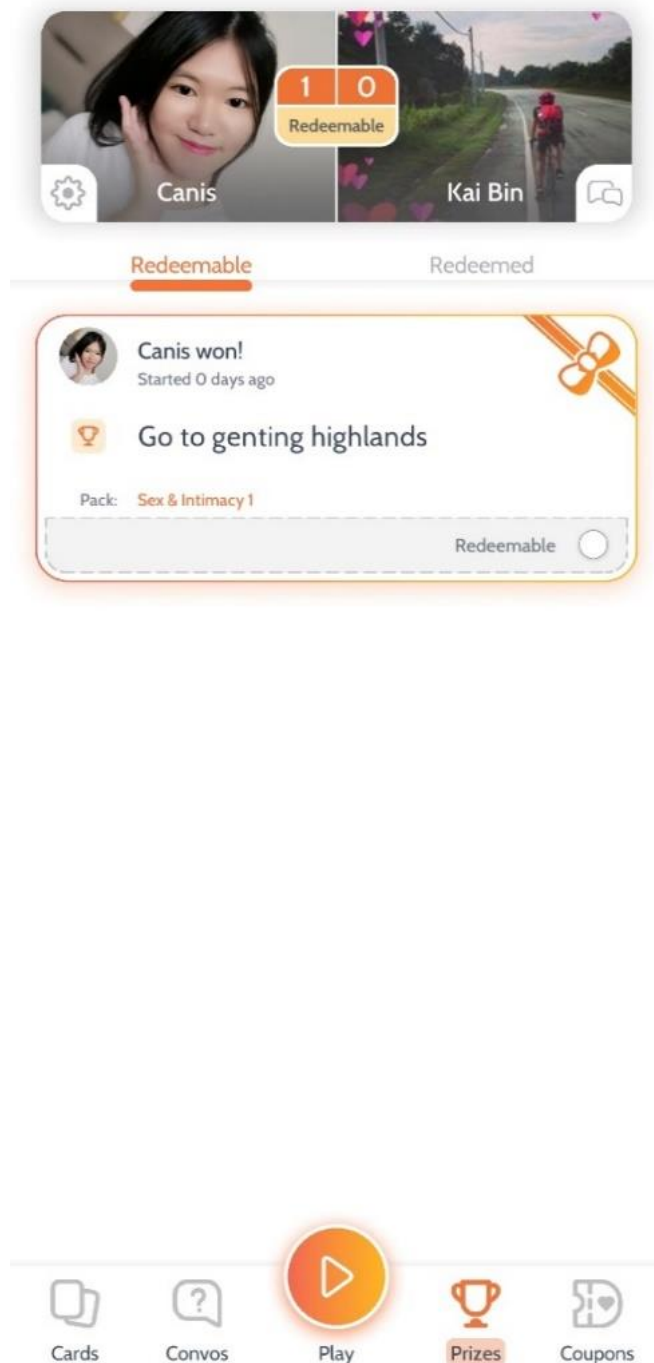 1 0
Redeemable
Canis
Kai Bin
Redeemable
Redeemed
Canis won!
Started 0 days ago
Go to genting highlands
Pack: Sex & Intimacy 1
Redeemable
Cards
Convos
Play
Prizes
Coupons